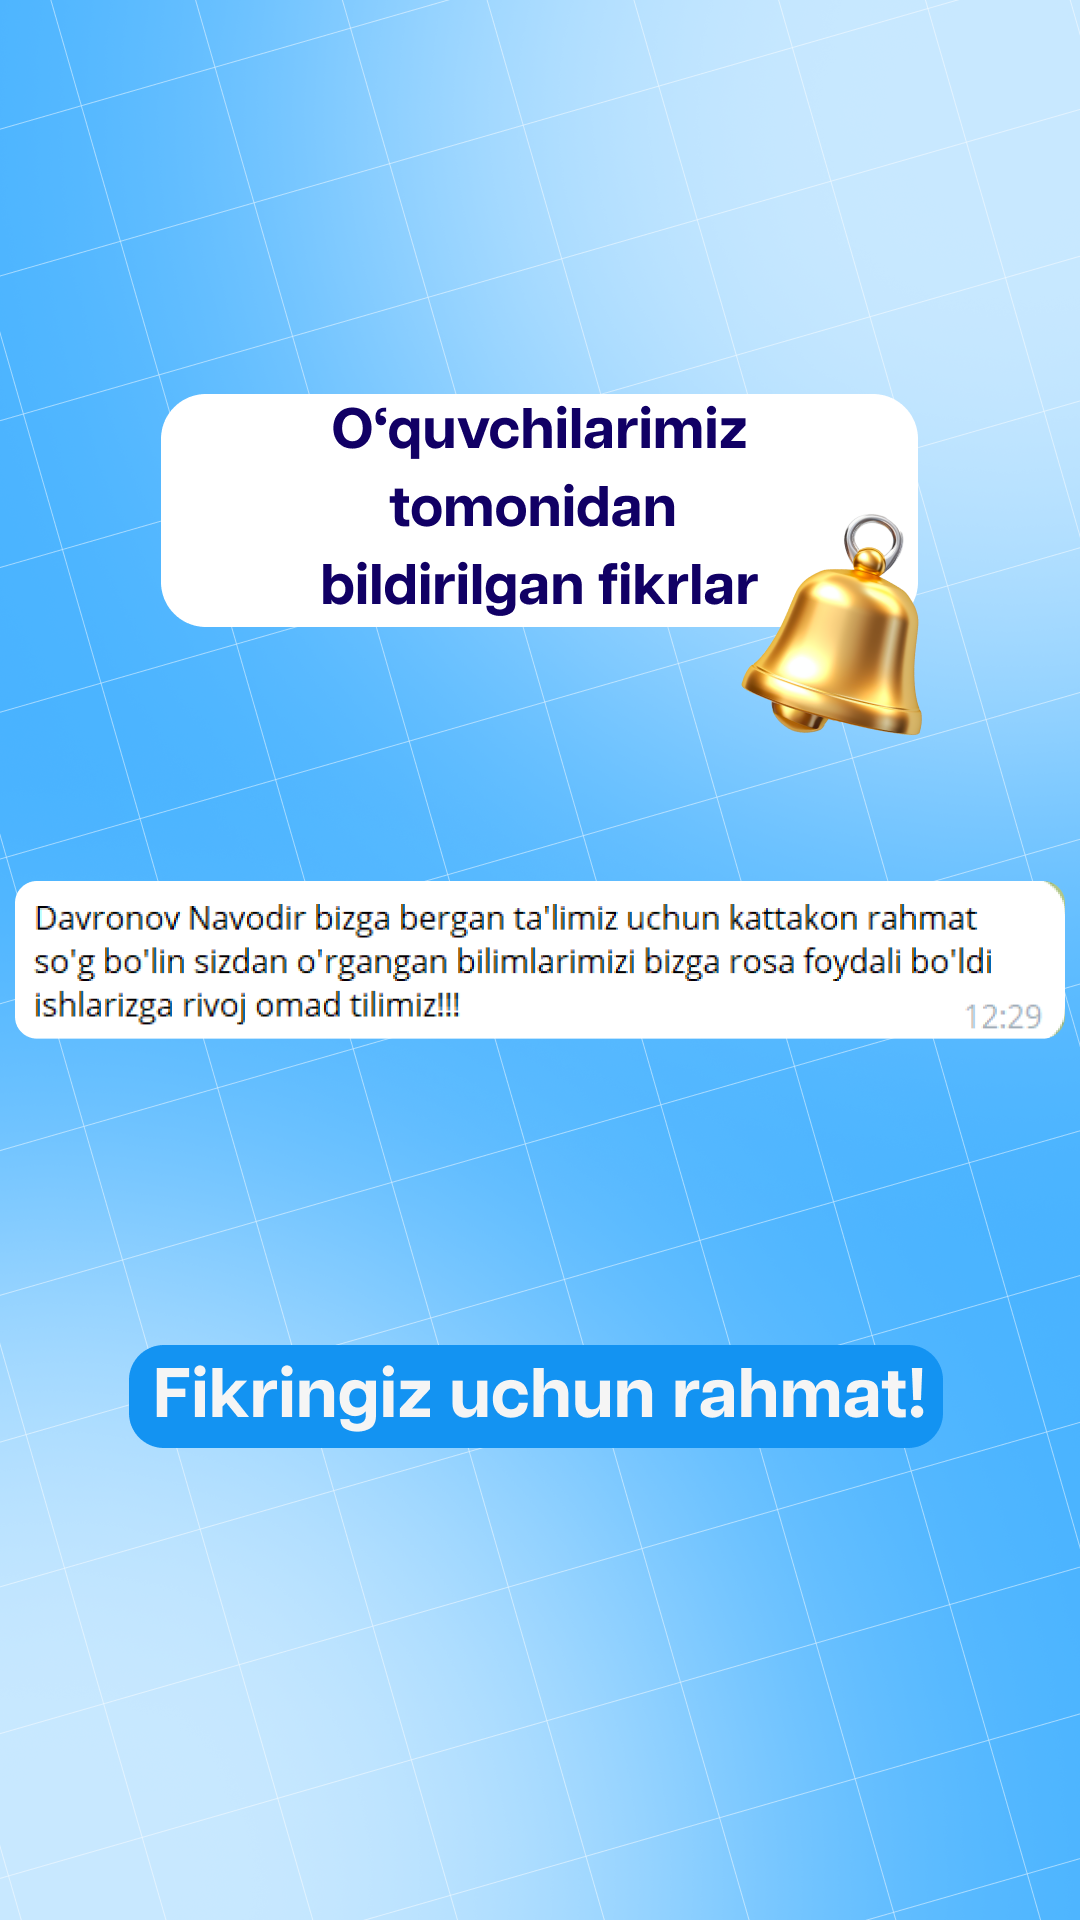 O‘quvchilarimiz
tomonidan
bildirilgan fikrlar
Davronov Navodir bizga bergan ta'limiz uchun kattakon rahmat
so'g bo'lin sizdan o'rgangan bilimlarimizi bizga rosa foydali bo'ldi
ishlarizga rivoj omad tilimiz!!!
12:29
Fikringiz uchun rahmat!